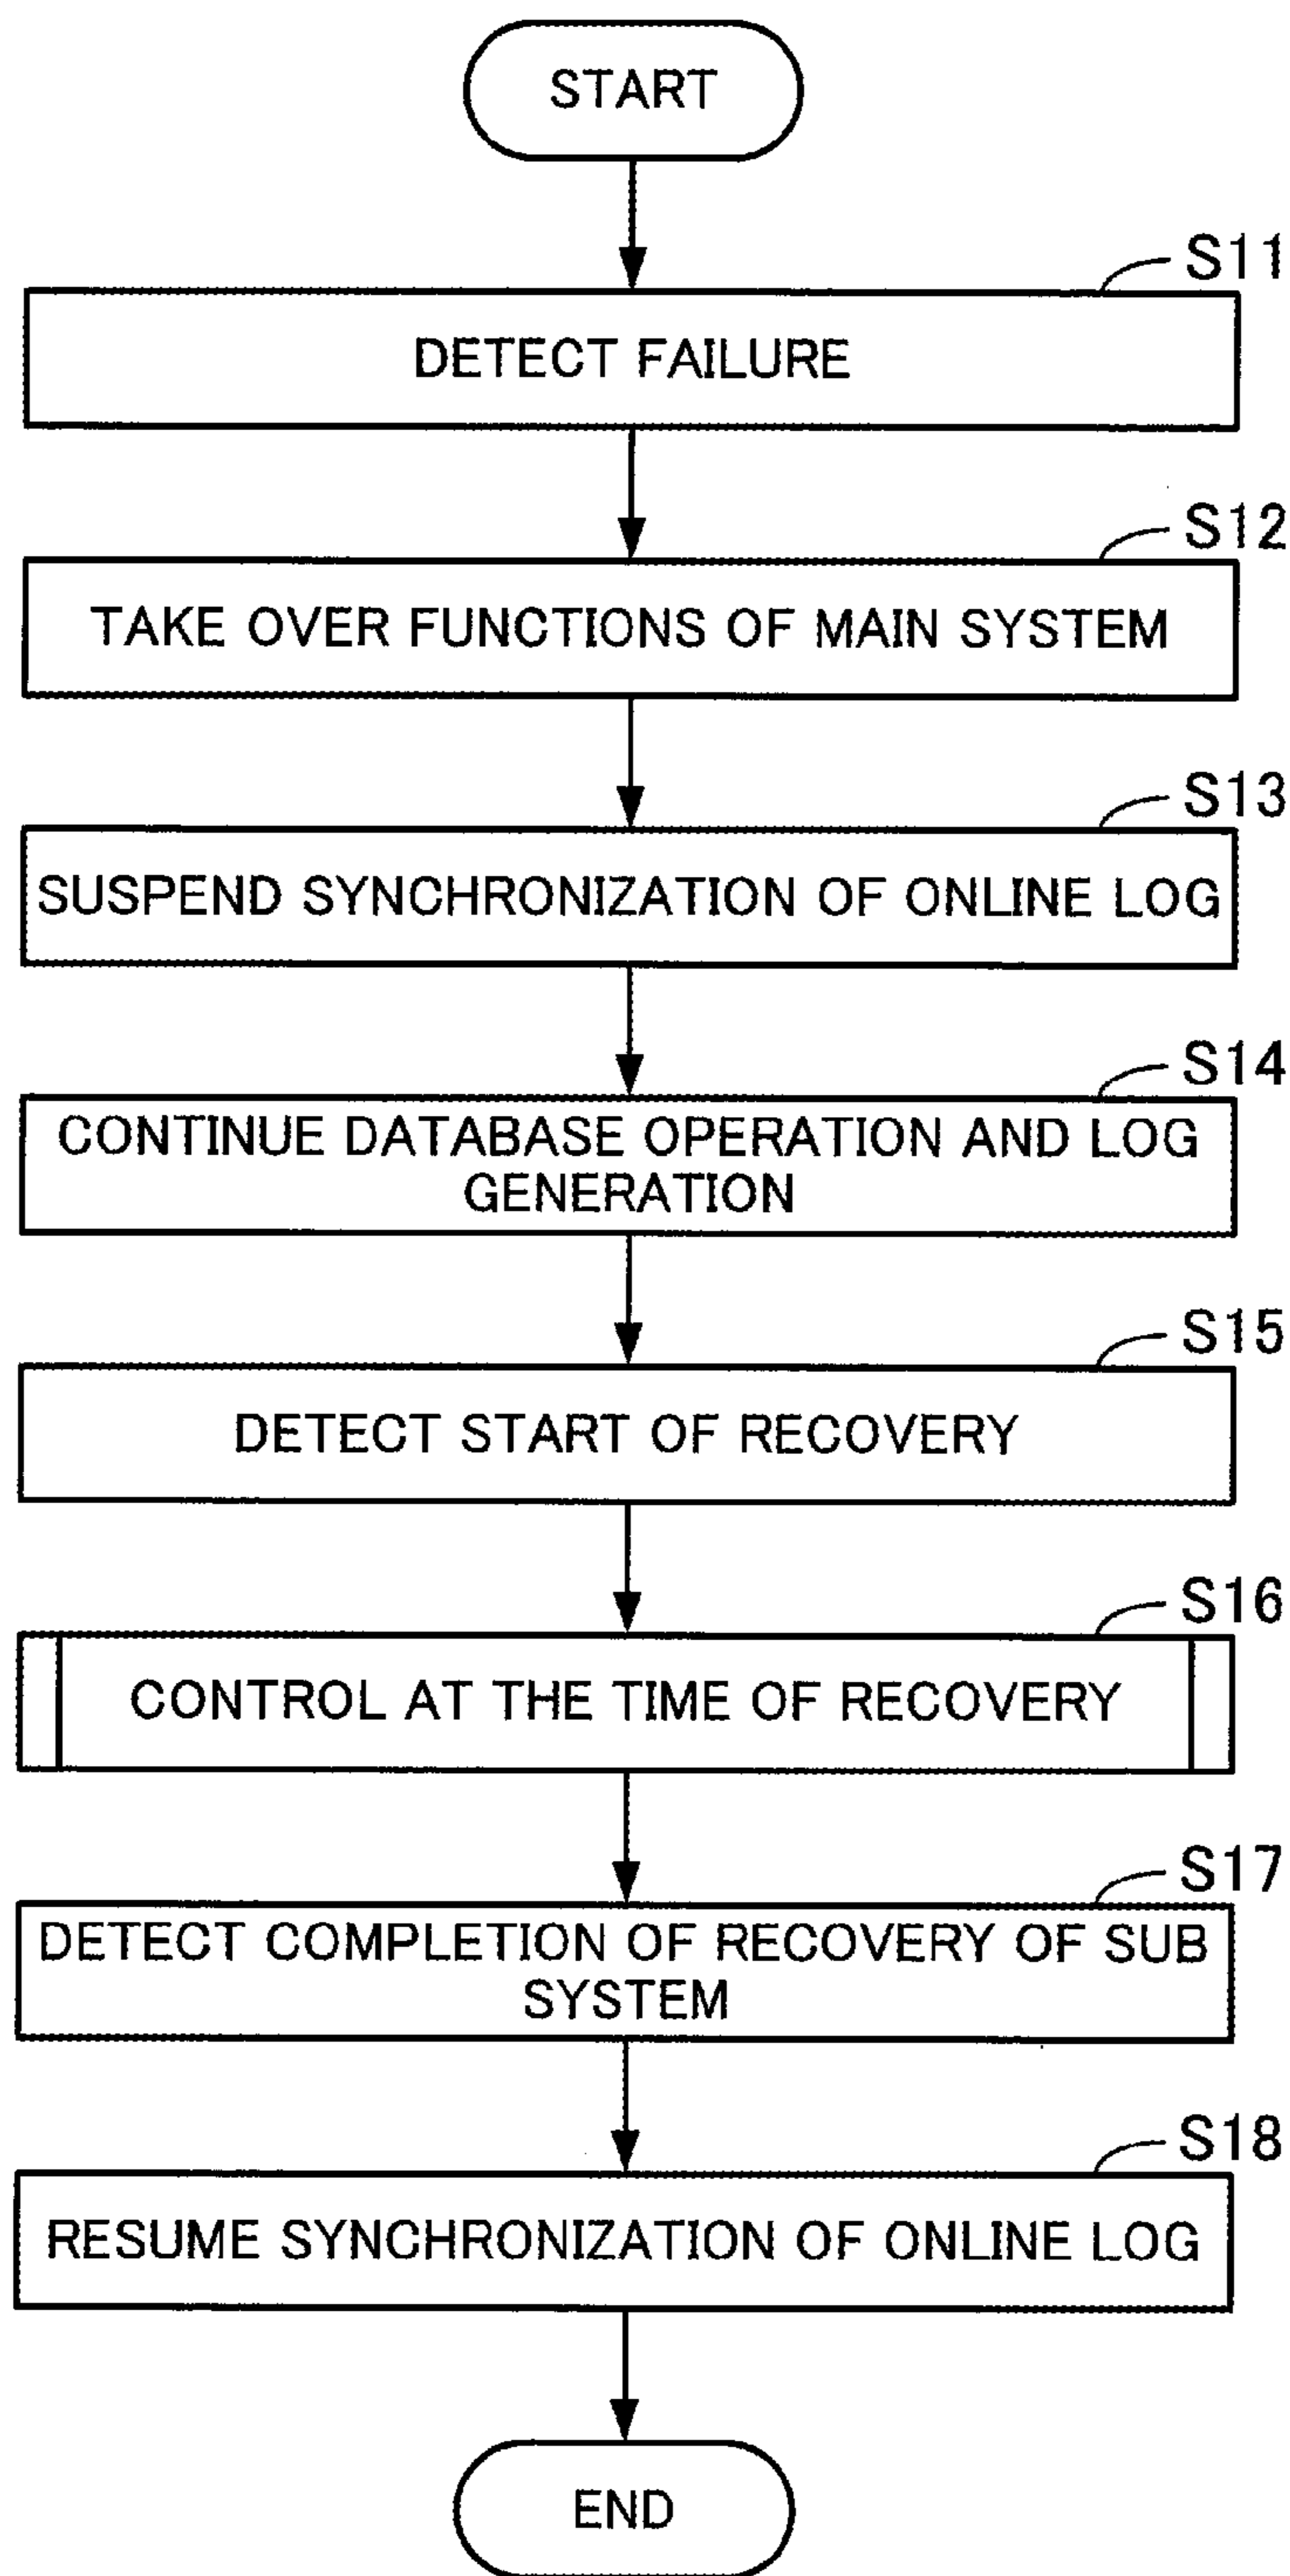 START
S11
DETECT FAILURE
S12
TAKE OVER FUNCTIONS OF MAIN SYSTEM
S13
SUSPEND SYNCHRONIZATION OF ONLINE LOG
S14
CONTINUE DATABASE OPERATION AND LOG
GENERATION
S15
DETECT START OF RECOVERY
S16
CONTROL AT THE TIME OF RECOVERY
S17
DETECT COMPLETION OF RECOVERY OF SUB
SYSTEM
S18
RESUME SYNCHRONIZATION OF ONLINE LOG
END